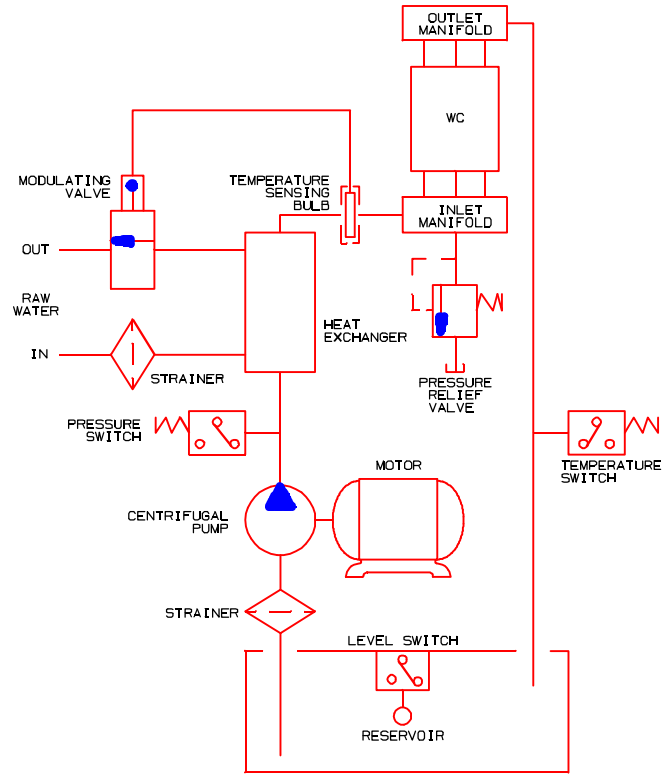 OUTLET
MANIFOLD
WC
MODULATING
VALVE
TEMPERATURE
SENSING
BULB
INLET
MANIFOLD
OUT
RAW
WATER
HEAT
EXCHANGER
IN
STRAINER
PRESSURE
RELIEF
VALVE
PRESSURE
SWITCH
TEMPERATURE
SWITCH
MOTOR
CENTRIFUGAL
PUMP
STRAINER
LEVEL SWITCH
RESERVOIR